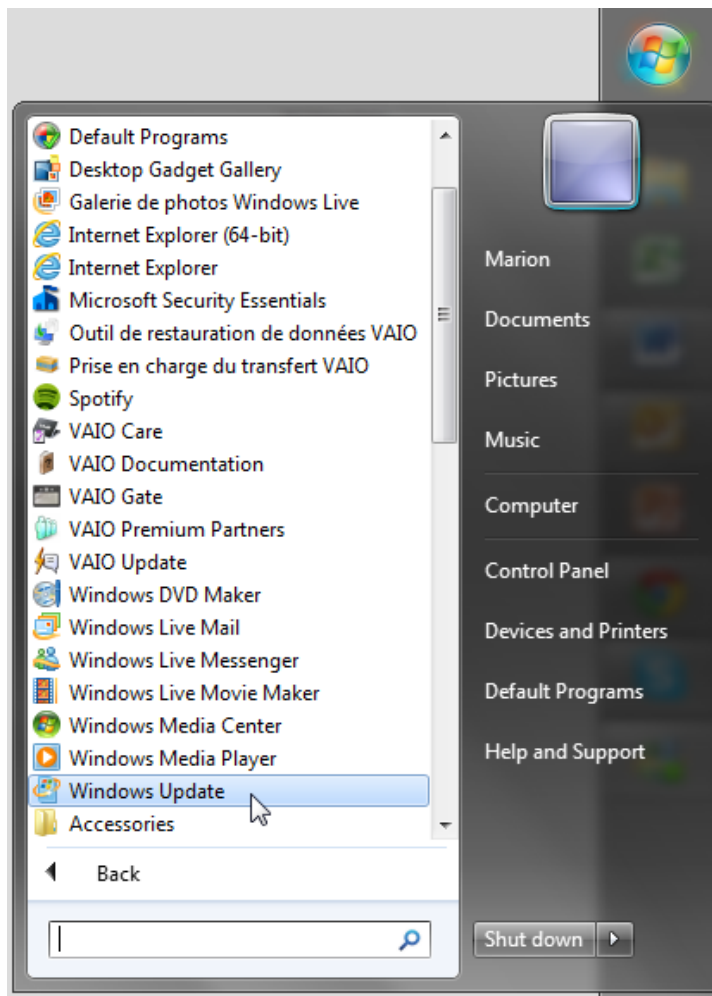 Default Programs
Desktop Gadget Gallery
Galerie de photos Windows Live
Internet Explorer (64-bit)
Internet Explorer
Microsoft Security Essentials
Outil de restauration de données VAIO
Prise en charge du transfert VAIO
Spotify
VAIO Care
VAIO Documentation
VAIO Gate
VAIO Premium Partners
VAIO Update
Windows DVD Maker
Windows Live Mail
Windows Live Messenger
Windows Live Movie Maker
Windows Media Center
Windows Media Player
Windows Update
Accessories
Back
Marion
Documents
Pictures
Music
Computer
Control Panel
Devices and Printers
Default Programs
Help and Support
Shut down